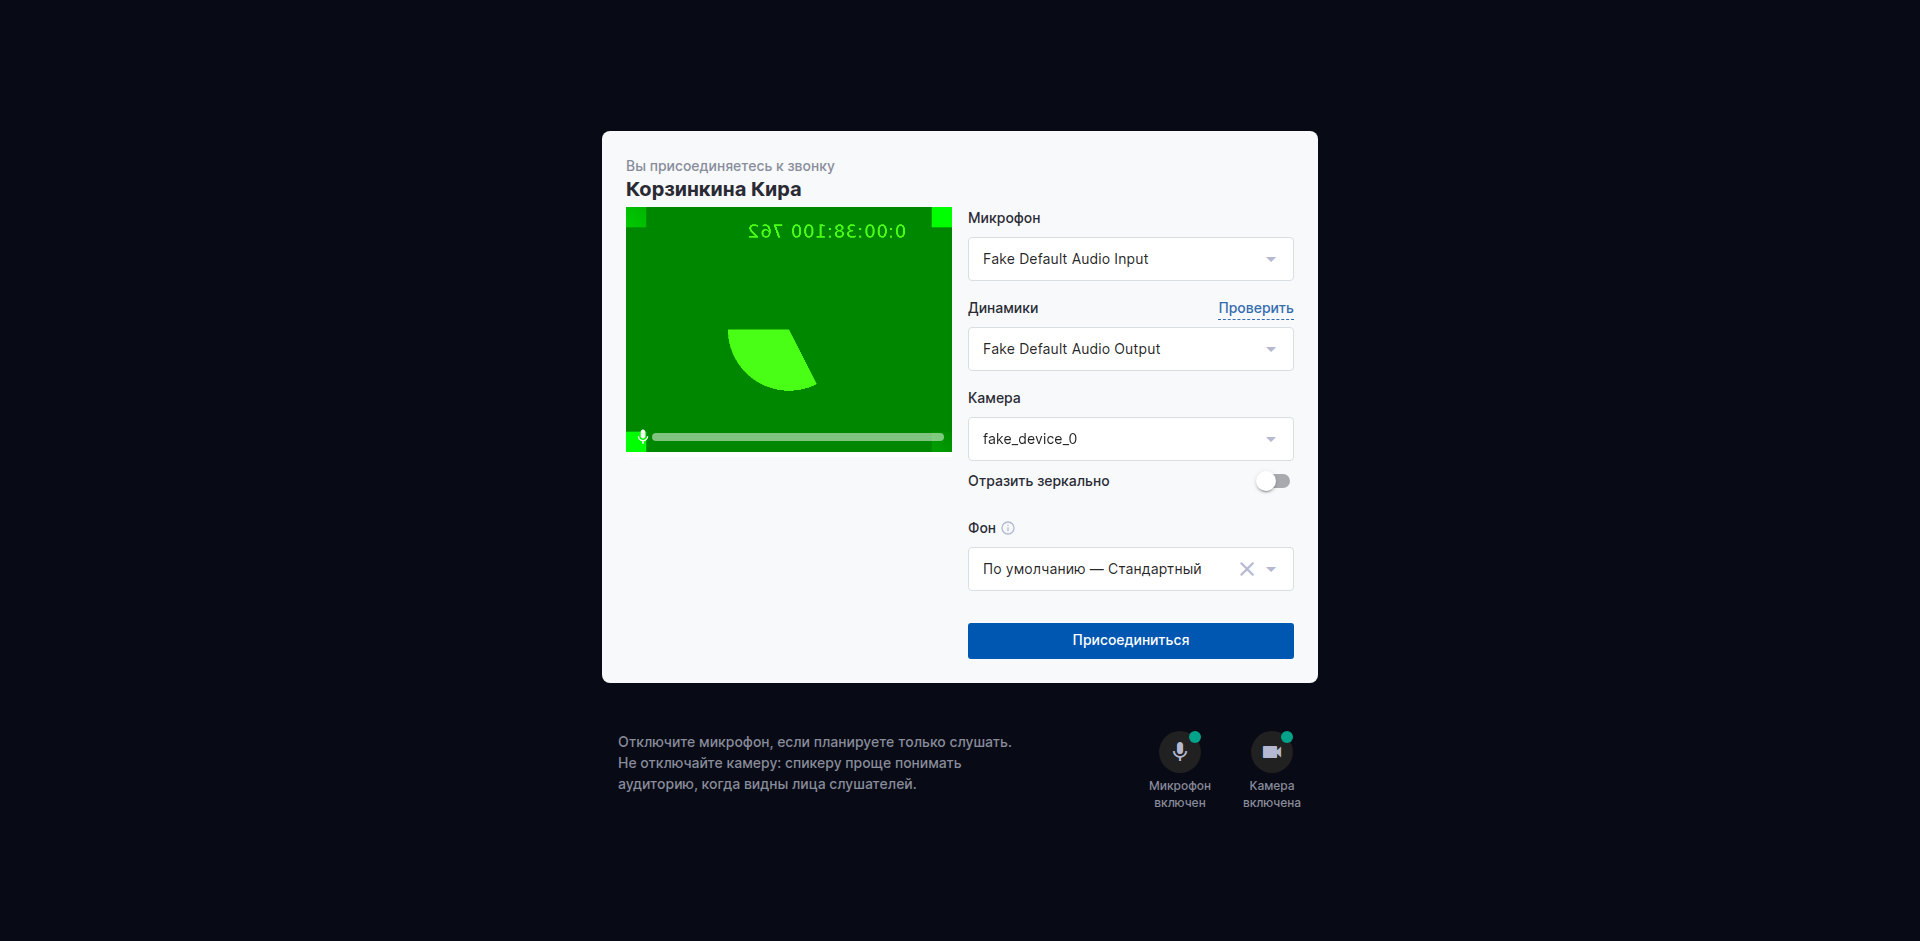 Вы присоединяетесь к звонку
Корзинкина Кира
0:00:38:100 762
Микрофон
Fake Default Audio Input
Динамики
Проверить
Fake Default Audio Output
Камера
fake_device_0
Отразить зеркально
Фон
По умолчанию — Стандартный
Присоединиться
Отключите микрофон, если планируете только слушать.
Не отключайте камеру: спикеру проще понимать
аудиторию, когда видны лица слушателей.
Микрофон
включен
Камера
включена